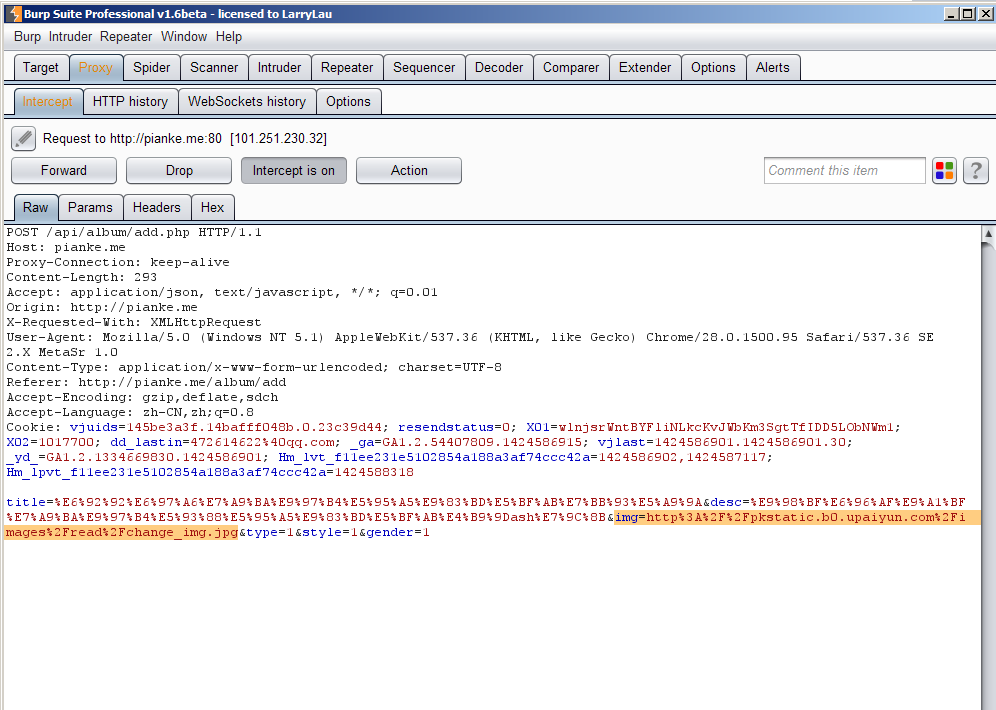 Burp Suite Professional v1.6beta - licensed to LarryLau
Burp Intruder Repeater Window Help
Target Proxy Spider Scanner Intruder Repeater Sequencer Decoder Comparer Extender Options Alerts
Intercept HTTP history WebSockets history Options
Request to http://pianke.me:80 [101.251.230.32]
Forward Drop Intercept is on Action Comment this item ?
Raw Params Headers Hex
POST /api/album/add.php HTTP/1.1
Host: pianke.me
Proxy-Connection: keep-alive
Content-Length: 293
Accept: application/json, text/javascript, */*; q=0.01
Origin: http://pianke.me
X-Requested-With: XMLHttpRequest
User-Agent: Mozilla/5.0 (Windows NT 5.1) AppleWebKit/537.36 (KHTML, like Gecko) Chrome/28.0.1500.95 Safari/537.36 SE
2.X MetaSr 1.0
Content-Type: application/x-www-form-urlencoded; charset=UTF-8
Referer: http://pianke.me/album/add
Accept-Encoding: gzip,deflate,sdch
Accept-Language: zh-CN,zh;q=0.8
Cookie: vjuids=145be3a3f.14bafff048b.0.23c39d44; resendstatus=0; X01=wlnjsrWntBYFliNLkcKvJWbKm3SgtTfIDD5LObNWm1;
X02=1017700; dd_lastin=472614622%40qq.com; _ga=GA1.2.54407809.1424586915; vjlast=1424586901.1424586901.30;
_yd_=GA1.2.1334669830.1424586901; Hm_lvt_f11ee231e5102854a188a3af74ccc42a=1424586902,1424587117;
Hm_lpvt_f11ee231e5102854a188a3af74ccc42a=1424588318
title=%E6%92%92%E6%97%A6%E7%A9%BA%E9%97%B4%E5%95%A5%E9%83%BD%E5%BF%AB%E7%BB%93%E5%A9%9A&desc=%E9%98%BF%E6%96%AF%E9%A1%BF
%E7%A9%BA%E9%97%B4%E5%93%88%E5%95%A5%E9%83%BD%E5%BF%AB%E4%B9%9Dash%E7%9C%8B&img=http%3A%2F%2Fpkstatic.b0.upaiyun.com%2Fi
mages%2Fread%2Fchange_img.jpg&type=1&style=1&gender=1